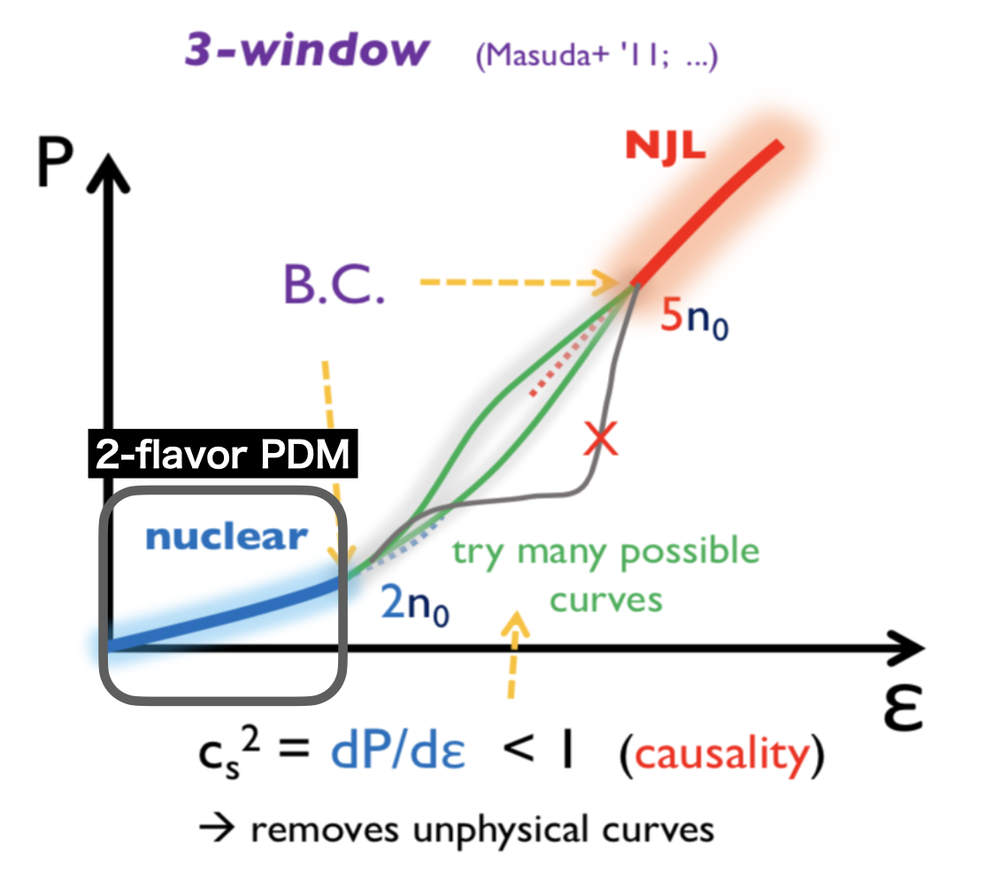 3-window (Masuda+ '11; ...)
P
NJL
B.C.
5n₀
2-flavor PDM
nuclear
try many possible
curves
2n₀
ε
cₛ² = dP/dε < 1 (causality)
→ removes unphysical curves